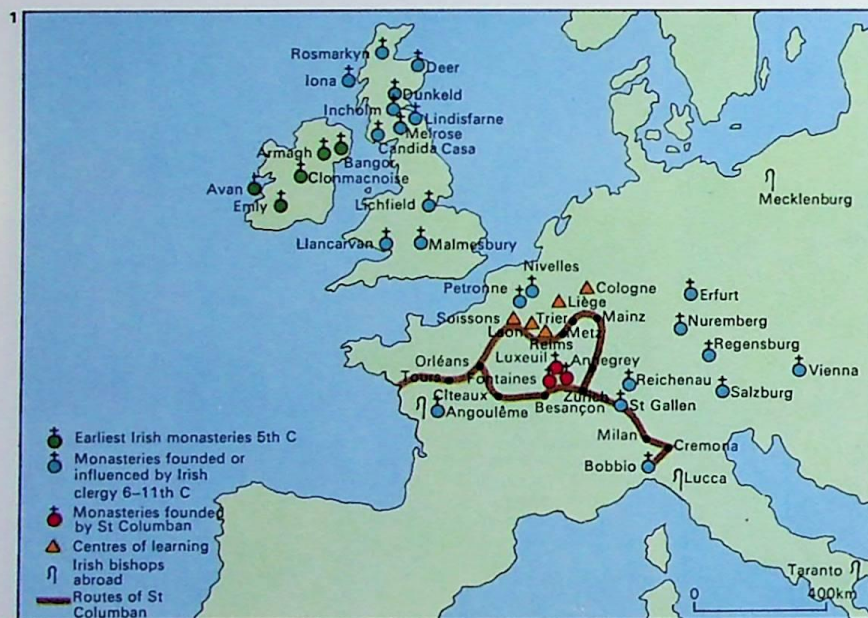 1
Rosmarkyn
Deer
Iona
Dunkeld
Incholm
Lindisfarne
Melrose
Candida Casa
Armagh
Bangor
Clonmacnoise
Avan
Emly
Lichfield
Llancarvan
Malmesbury
Mecklenburg
Nivelles
Petronne
Cologne
Liège
Erfurt
Soissons
Trier
Mainz
Laon
Metz
Nuremberg
Reims
Regensburg
Orléans
Luxeuil
Annegrey
Vienna
Tours
Fontaines
Reichenau
Cîteaux
Zurich
Salzburg
Angoulême
Besançon
St Gallen
Milan
Cremona
Bobbio
Lucca
Taranto
Earliest Irish monasteries 5th C
Monasteries founded or
influenced by Irish
clergy 6–11th C
Monasteries founded
by St Columban
Centres of learning
Irish bishops
abroad
Routes of St
Columban
0 400km